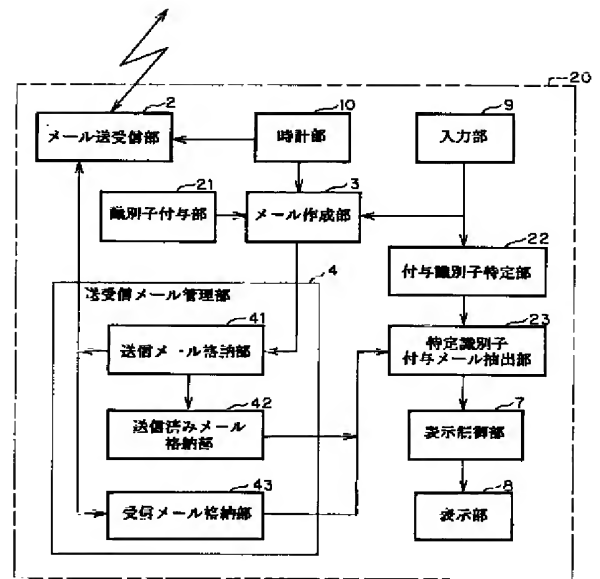 20
2
メール送受信部
10
時計部
9
入力部
21
識別子付与部
3
メール作成部
22
付与識別子特定部
4
送受信メール管理部
41
送信メール格納部
23
特定識別子
付与メール抽出部
42
送信済みメール
格納部
7
表示制御部
43
受信メール格納部
8
表示部